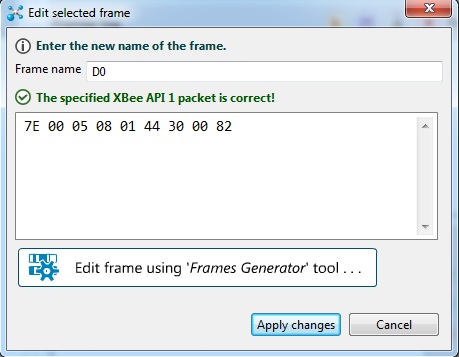 Edit selected frame
Enter the new name of the frame.
Frame name D0
The specified XBee API 1 packet is correct!
7E 00 05 08 01 44 30 00 82
Edit frame using 'Frames Generator' tool . . .
Apply changes Cancel